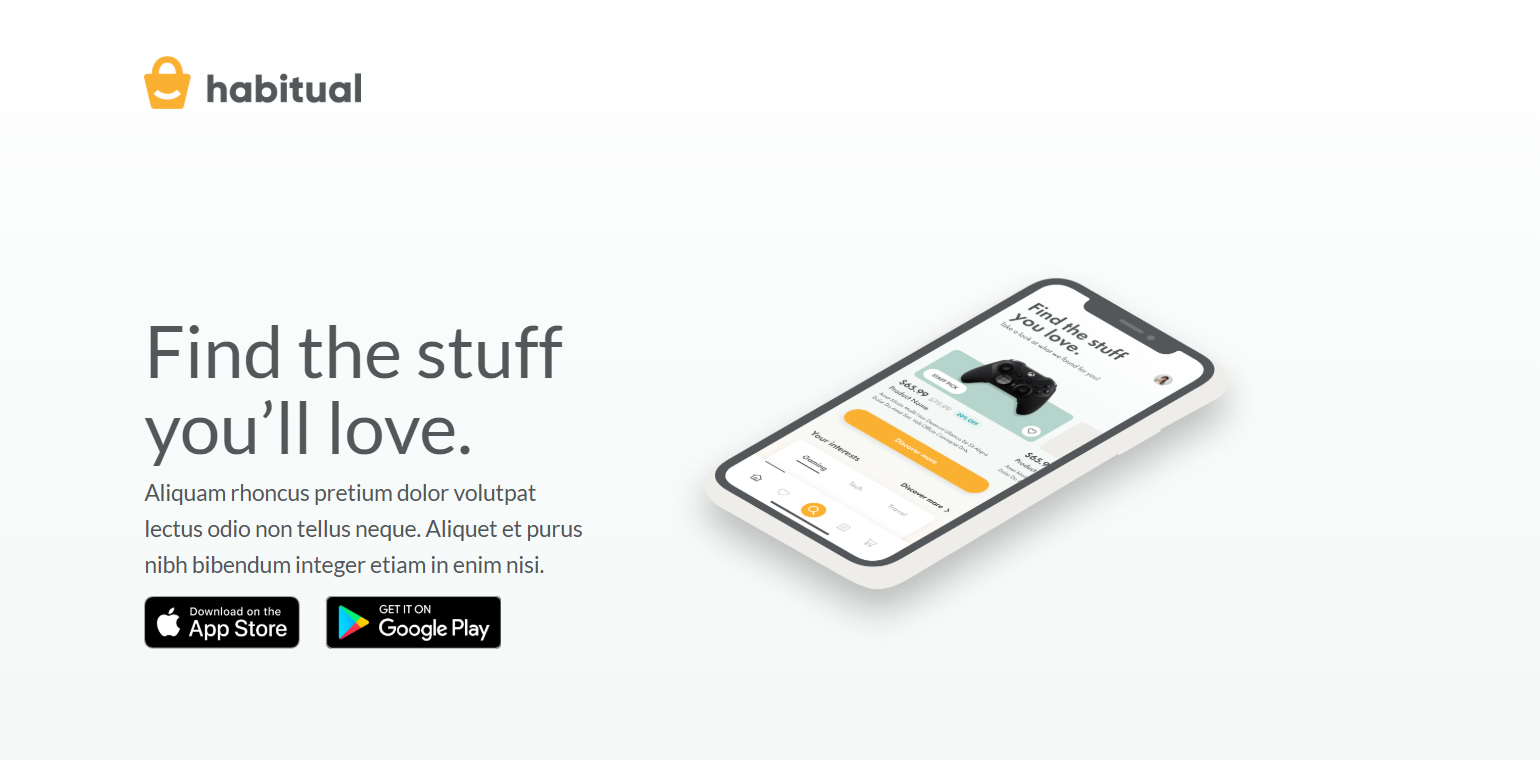 habitual
Find the stuff
you’ll love.
Aliquam rhoncus pretium dolor volutpat
lectus odio non tellus neque. Aliquet et purus
nibh bibendum integer etiam in enim nisi.
Download on the
App Store
GET IT ON
Google Play
Find the stuff
you love.
Take a look at what we found for you!
STAFF PICK
$65.99 $79.99 20% OFF
Product Name
Discover more
$65.9
Product
Your interests
Discover more
Gaming
Tech
Travel